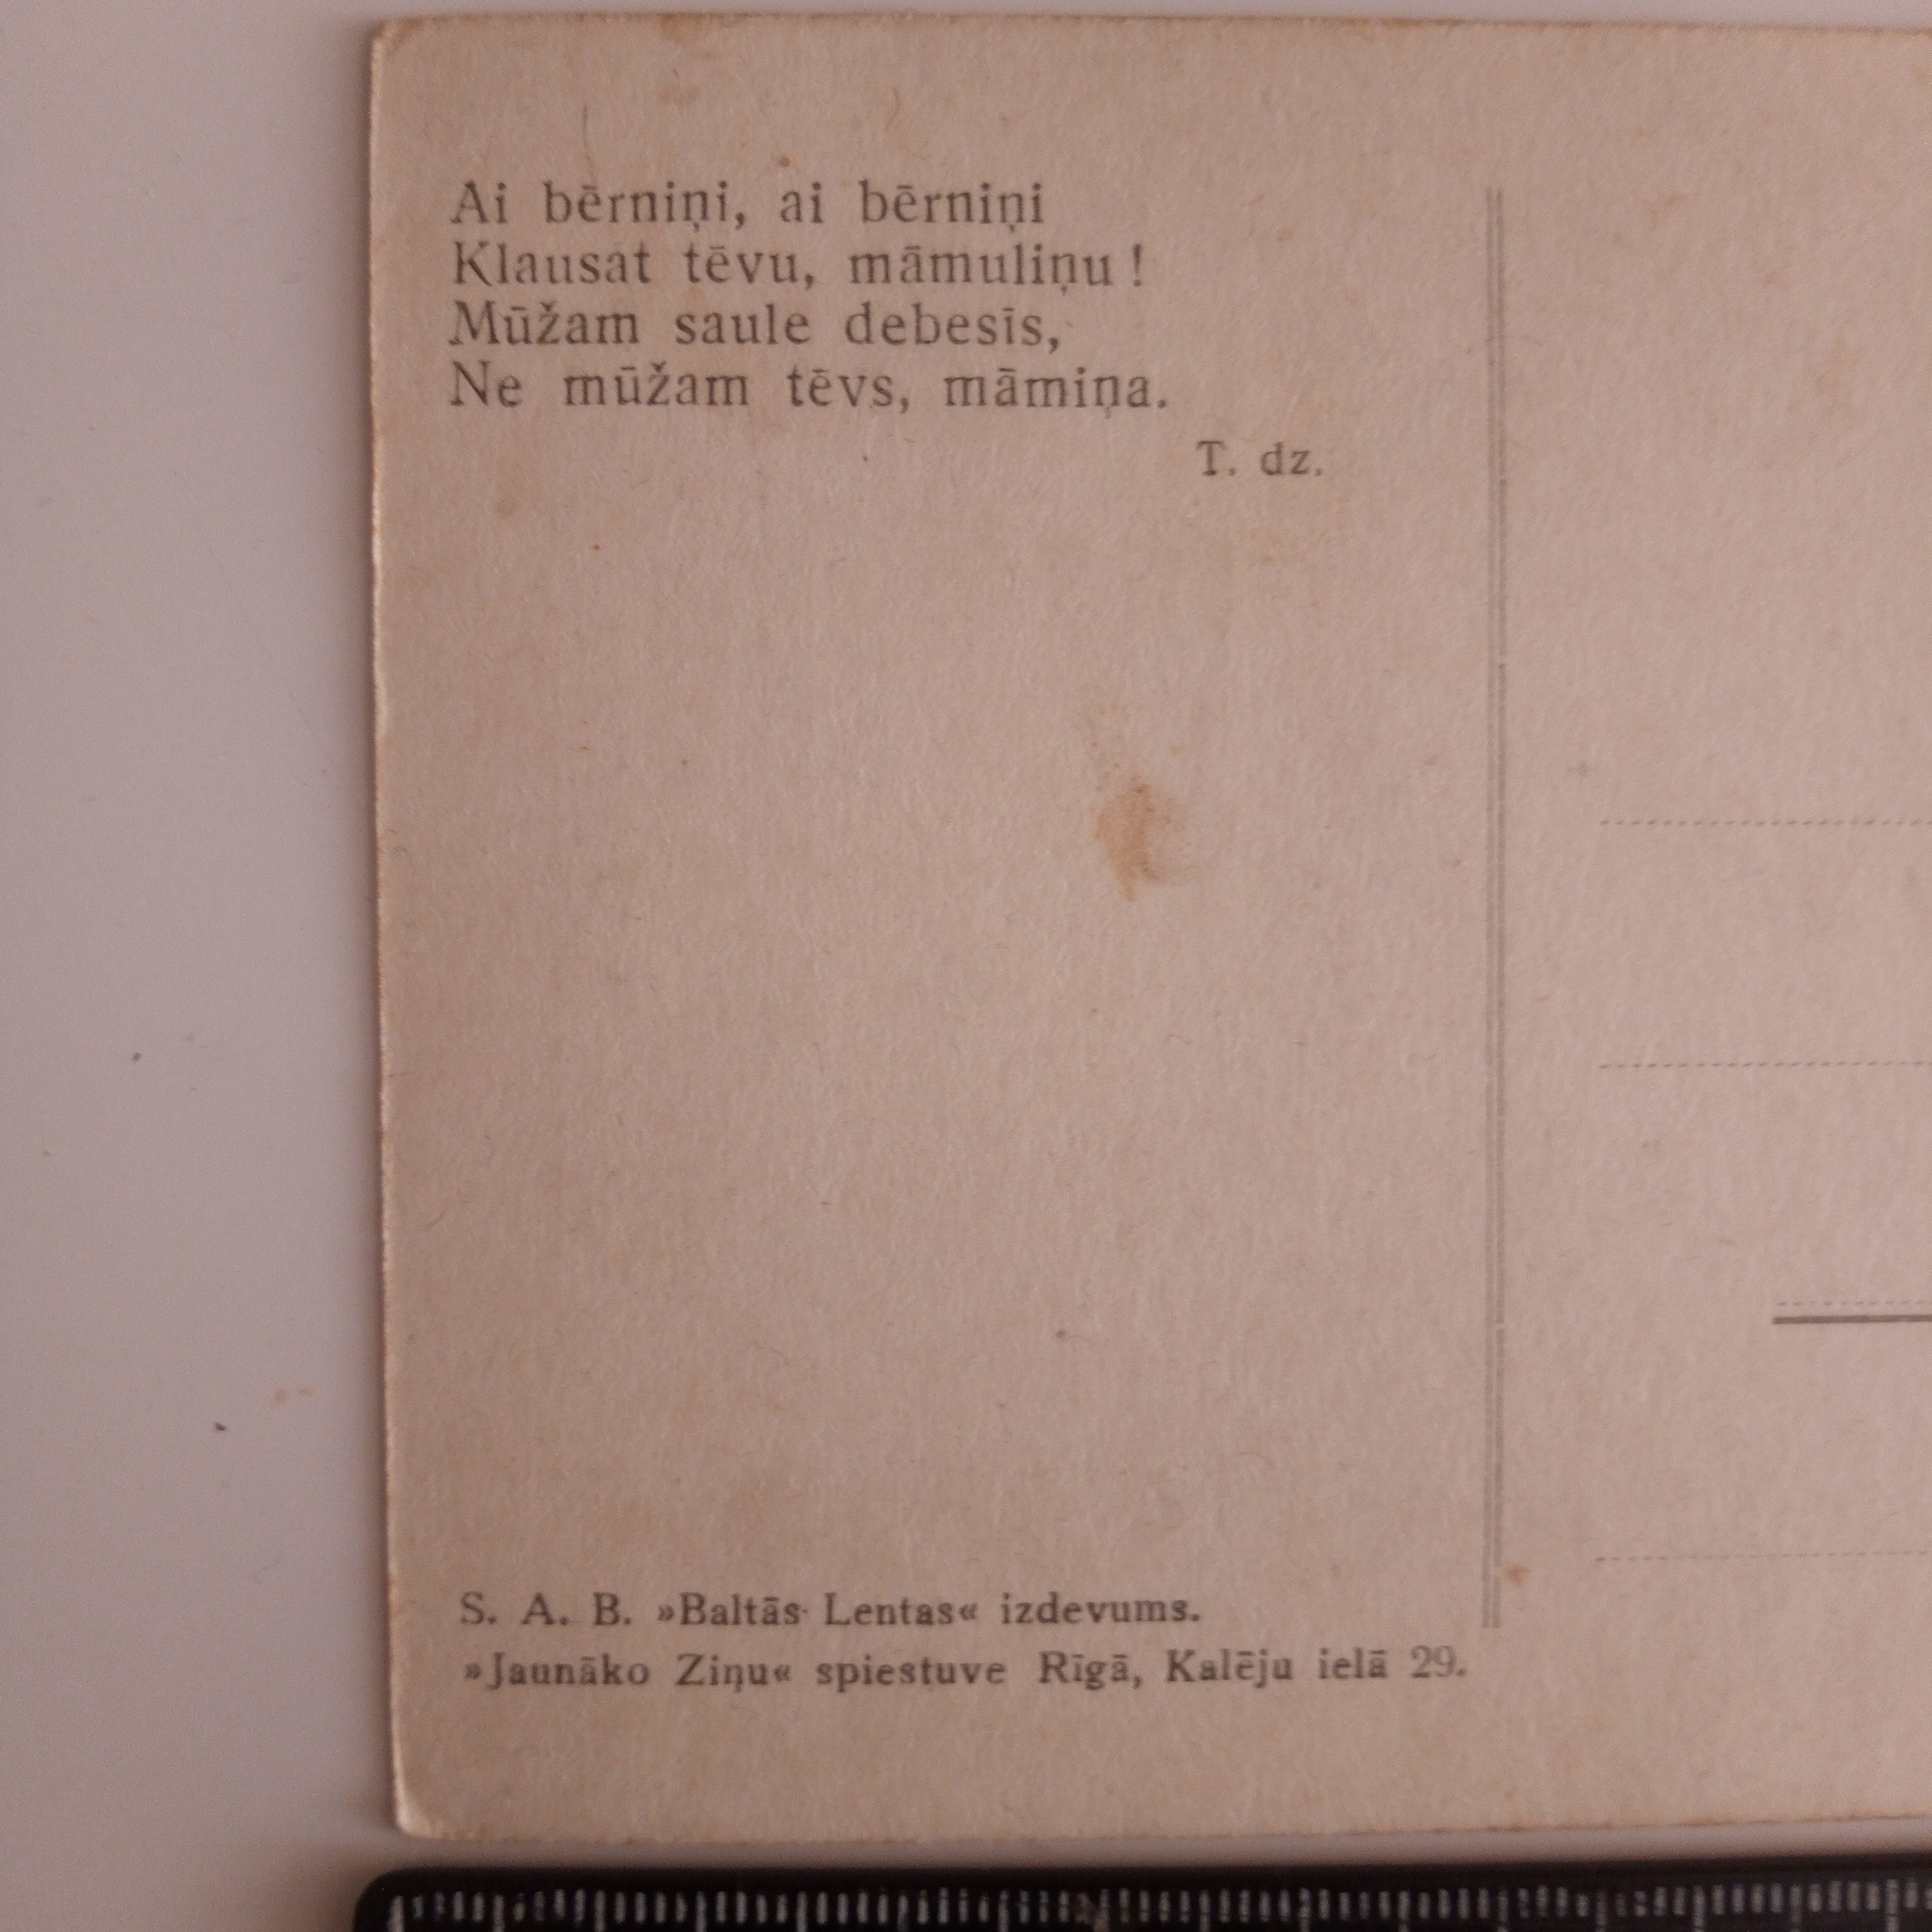 Ai bērniņi, ai bērniņi
Klausat tēvu, māmuliņu !
Mūžam saule debesīs,
Ne mūžam tēvs, māmiņa.
T. dz.
S. A. B. »Baltās Lentas« izdevums.
»Jaunāko Ziņu« spiestuve Rīgā, Kalēju ielā 29.